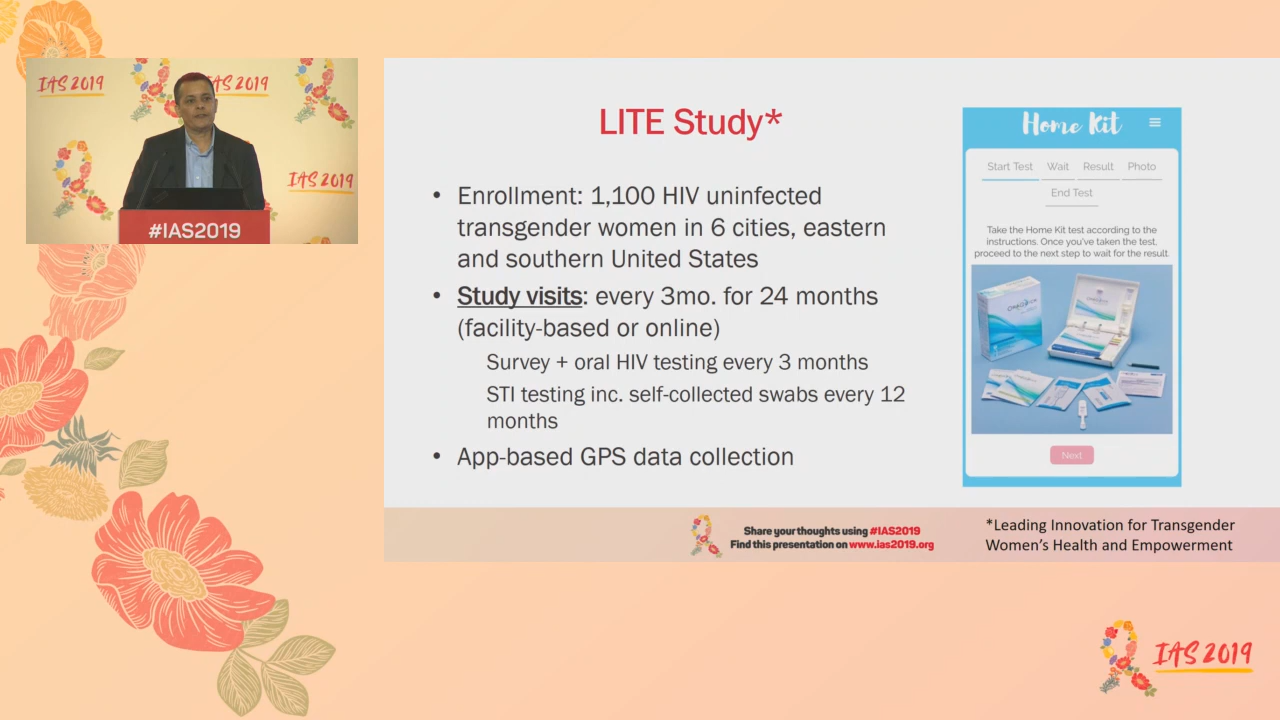 IAS 2019
IAS 2019
IAS 2019
#IAS2019
LITE Study*
• Enrollment: 1,100 HIV uninfected
transgender women in 6 cities, eastern
and southern United States
• Study visits: every 3mo. for 24 months
(facility-based or online)
Survey + oral HIV testing every 3 months
STI testing inc. self-collected swabs every 12
months
• App-based GPS data collection
Home Kit
Start Test Wait Result Photo
End Test
Take the Home Kit test according to the
instructions. Once you've taken the test,
proceed to the next step to wait for the result.
Next
Share your thoughts using #IAS2019
Find this presentation on www.ias2019.org
*Leading Innovation for Transgender
Women's Health and Empowerment
IAS 2019